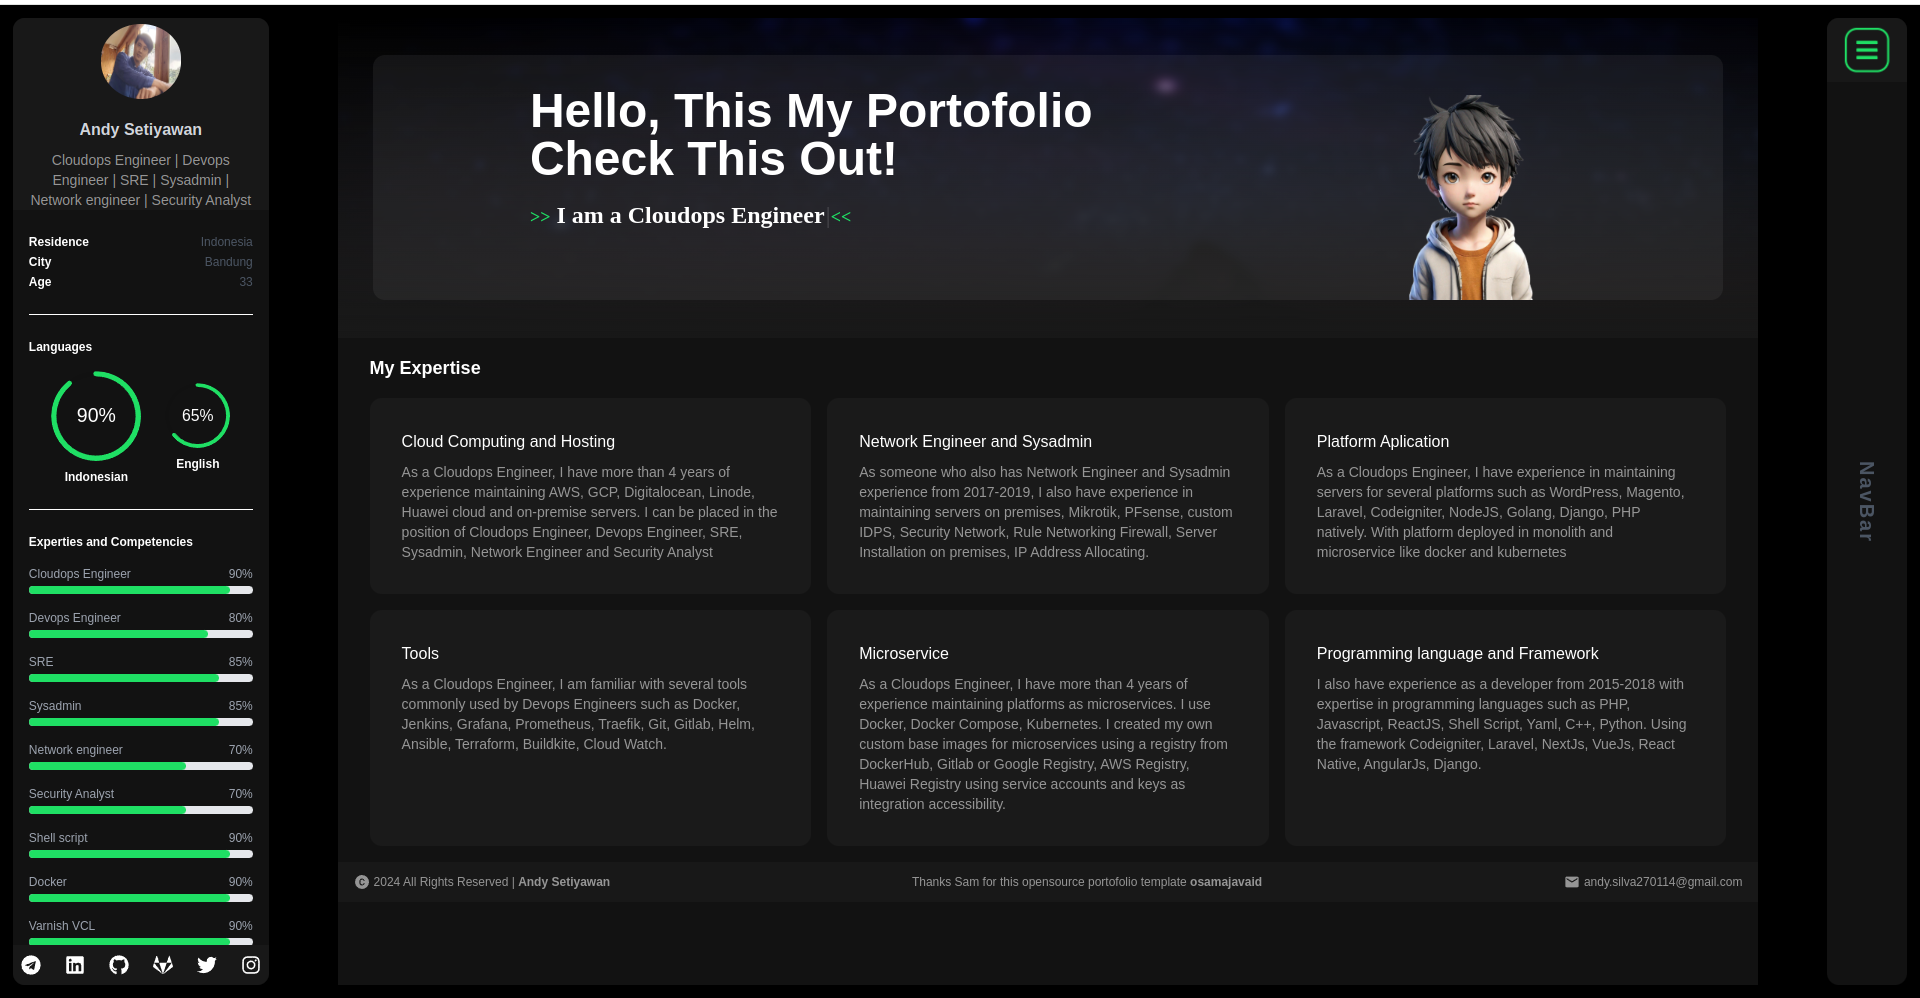 Andy Setiyawan
Cloudops Engineer | Devops
Engineer | SRE | Sysadmin |
Network engineer | Security Analyst
Residence Indonesia
City Bandung
Age 33
Languages
90%
Indonesian
65%
English
Experties and Competencies
Cloudops Engineer 90%
Devops Engineer 80%
SRE 85%
Sysadmin 85%
Network engineer 70%
Security Analyst 70%
Shell script 90%
Docker 90%
Varnish VCL 90%
Hello, This My Portofolio
Check This Out!
>> I am a Cloudops Engineer|<<
My Expertise
Cloud Computing and Hosting
As a Cloudops Engineer, I have more than 4 years of
experience maintaining AWS, GCP, Digitalocean, Linode,
Huawei cloud and on-premise servers. I can be placed in the
position of Cloudops Engineer, Devops Engineer, SRE,
Sysadmin, Network Engineer and Security Analyst
Network Engineer and Sysadmin
As someone who also has Network Engineer and Sysadmin
experience from 2017-2019, I also have experience in
maintaining servers on premises, Mikrotik, PFsense, custom
IDPS, Security Network, Rule Networking Firewall, Server
Installation on premises, IP Address Allocating.
Platform Aplication
As a Cloudops Engineer, I have experience in maintaining
servers for several platforms such as WordPress, Magento,
Laravel, Codeigniter, NodeJS, Golang, Django, PHP
natively. With platform deployed in monolith and
microservice like docker and kubernetes
Tools
As a Cloudops Engineer, I am familiar with several tools
commonly used by Devops Engineers such as Docker,
Jenkins, Grafana, Prometheus, Traefik, Git, Gitlab, Helm,
Ansible, Terraform, Buildkite, Cloud Watch.
Microservice
As a Cloudops Engineer, I have more than 4 years of
experience maintaining platforms as microservices. I use
Docker, Docker Compose, Kubernetes. I created my own
custom base images for microservices using a registry from
DockerHub, Gitlab or Google Registry, AWS Registry,
Huawei Registry using service accounts and keys as
integration accessibility.
Programming language and Framework
I also have experience as a developer from 2015-2018 with
expertise in programming languages such as PHP,
Javascript, ReactJS, Shell Script, Yaml, C++, Python. Using
the framework Codeigniter, Laravel, NextJs, VueJs, React
Native, AngularJs, Django.
© 2024 All Rights Reserved | Andy Setiyawan
Thanks Sam for this opensource portofolio template osamajavaid
andy.silva270114@gmail.com
NavBar